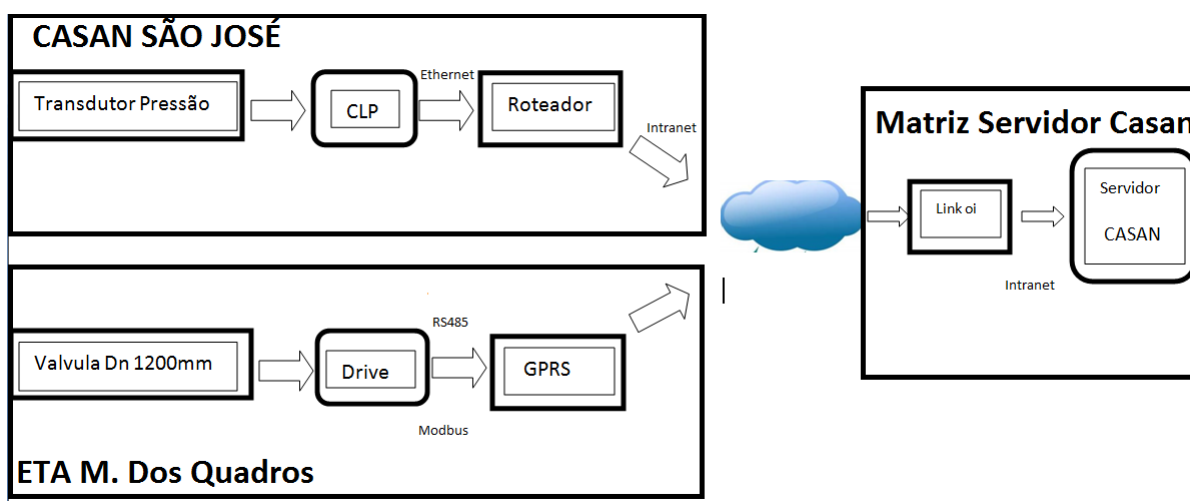 CASAN SÃO JOSÉ
Transdutor Pressão
CLP
Ethernet
Roteador
Intranet
Matriz Servidor Casan
Link oi
Servidor
CASAN
Intranet
Valvula Dn 1200mm
Drive
RS485
Modbus
GPRS
ETA M. Dos Quadros